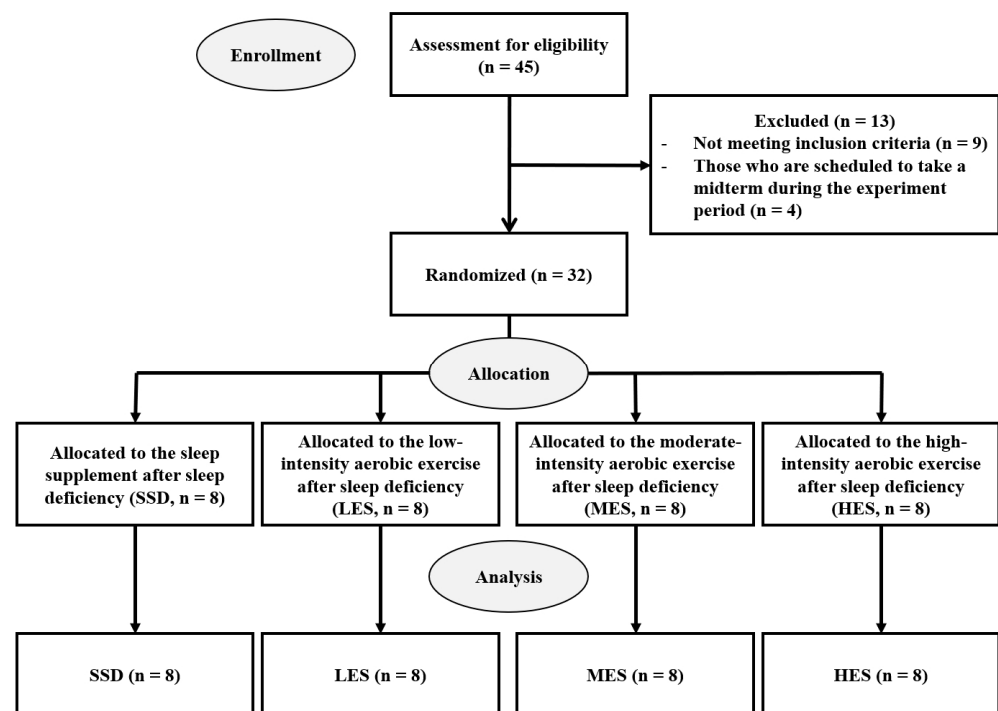 Enrollment
Assessment for eligibility
(n = 45)
Excluded (n = 13)
- Not meeting inclusion criteria (n = 9)
- Those who are scheduled to take a
midterm during the experiment
period (n = 4)
Randomized (n = 32)
Allocation
Allocated to the sleep
supplement after sleep
deficiency (SSD, n = 8)
Allocated to the low-
intensity aerobic exercise
after sleep deficiency
(LES, n = 8)
Allocated to the moderate-
intensity aerobic exercise
after sleep deficiency
(MES, n = 8)
Allocated to the high-
intensity aerobic exercise
after sleep deficiency
(HES, n = 8)
Analysis
SSD (n = 8)
LES (n = 8)
MES (n = 8)
HES (n = 8)